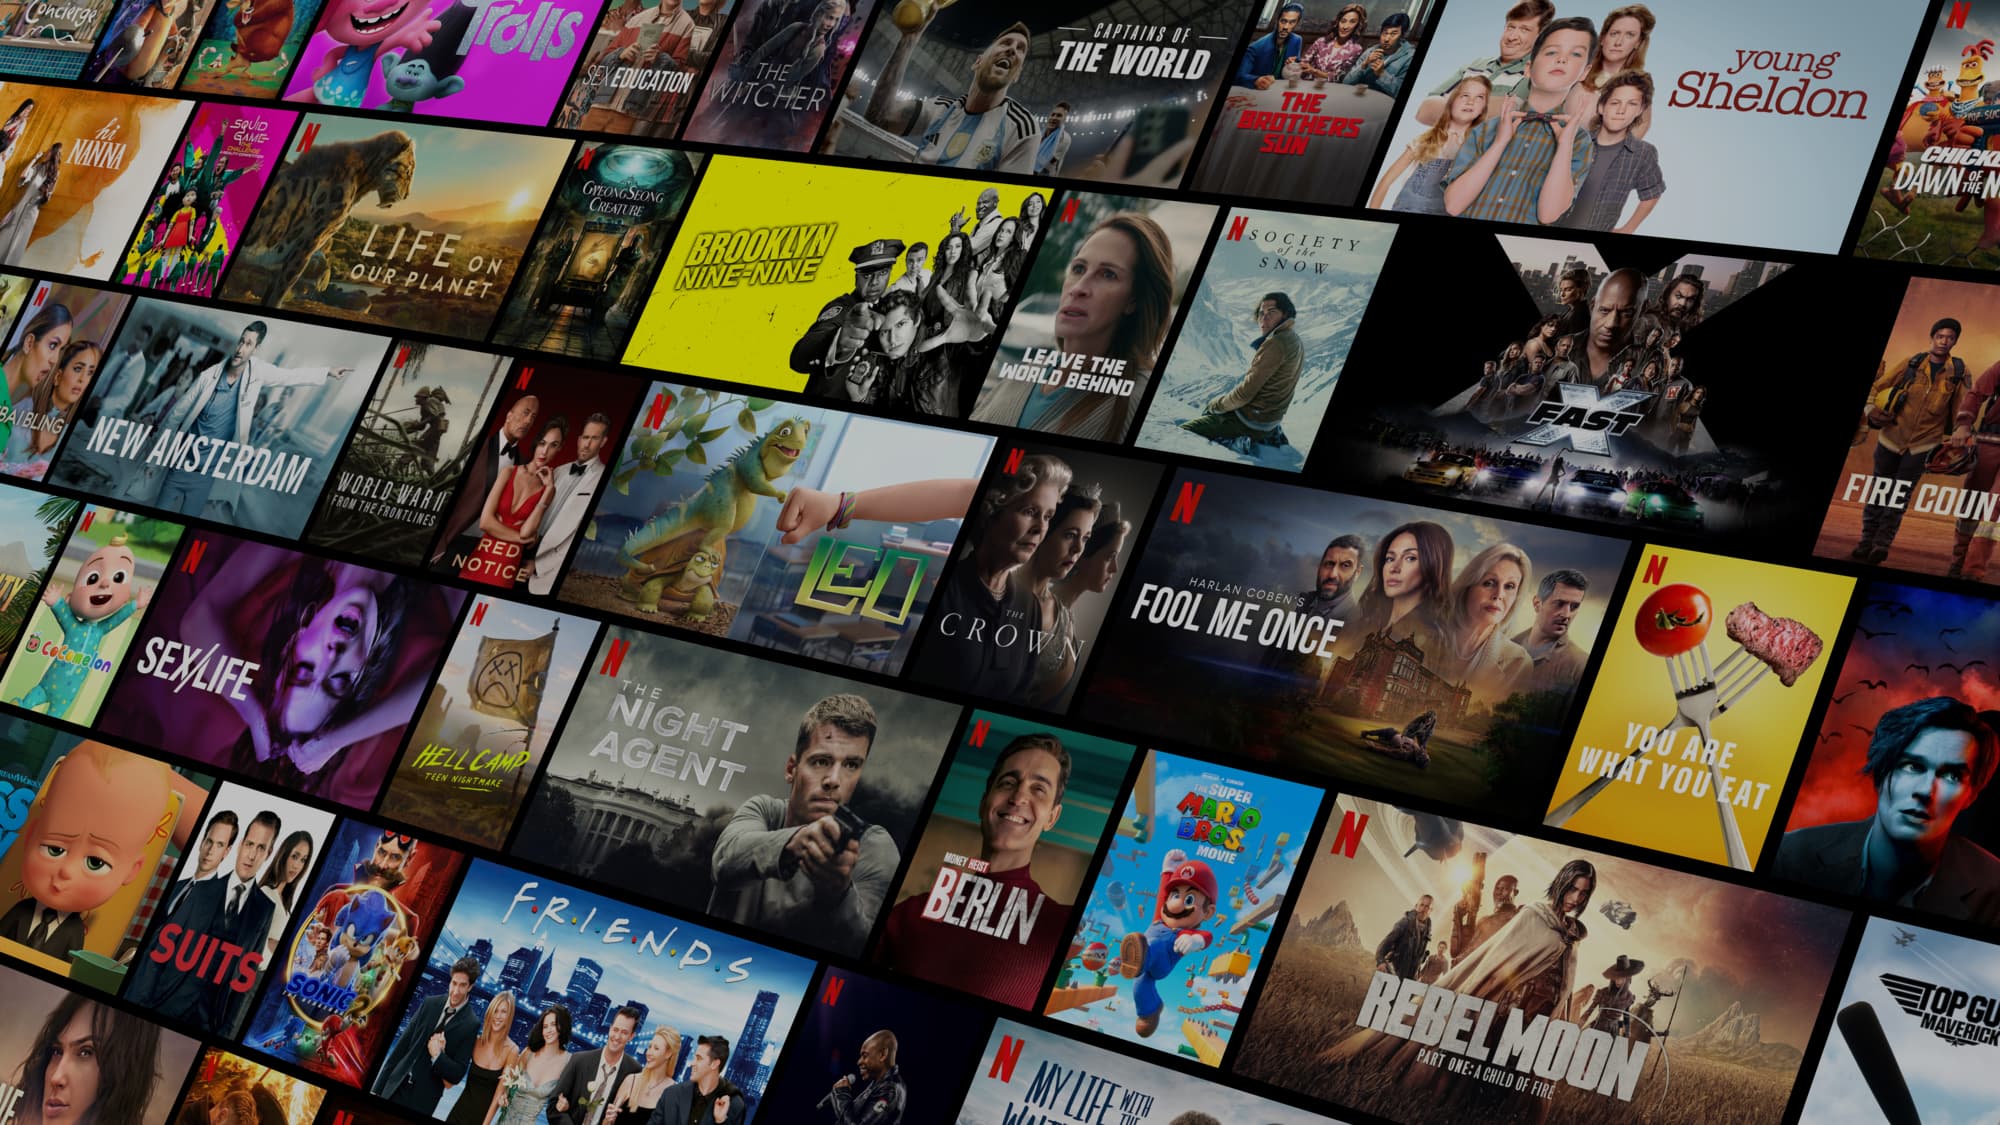 Concierge
Trolls
SEX EDUCATION
THE
WITCHER
CAPTAINS OF
THE WORLD
THE
BROTHERS
SUN
young
Sheldon
N
CHICKE
DAWN OF THE N
hi
NANNA
SQUID
GAME
THE CHALLENGE
N
LIFE ON
OUR PLANET
N
GYEONGSEONG
CREATURE
BROOKLYN
NINE-NINE
N
LEAVE THE
WORLD BEHIND
N
SOCIETY
of the
SNOW
FAST
X
FIRE COUN
N
BAI BLING
NEW AMSTERDAM
N
WORLD WAR II
FROM THE FRONTLINES
N
RED
NOTICE
N
LEO
N
THE
CROWN
N
HARLAN COBEN'S
FOOL ME ONCE
N
YOU ARE
WHAT YOU EAT
N
CoComelon
N
SEX/LIFE
N
HELL CAMP
TEEN NIGHTMARE
N
THE
NIGHT
AGENT
N
MONEY HEIST
BERLIN
THE SUPER
MARIO
BROS.
MOVIE
N
REBEL MOON
PART ONE: A CHILD OF FIRE
TOP GU
MAVERICK
SUITS
SONIC
2
F·R·I·E·N·D·S
N
N
MY LIFE WITH
THE
N
N